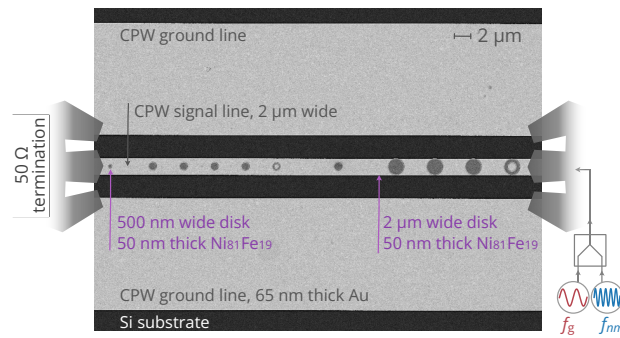 CPW ground line
2 µm
CPW signal line, 2 µm wide
50 Ω
termination
500 nm wide disk
50 nm thick Ni81Fe19
2 µm wide disk
50 nm thick Ni81Fe19
CPW ground line, 65 nm thick Au
Si substrate
fg